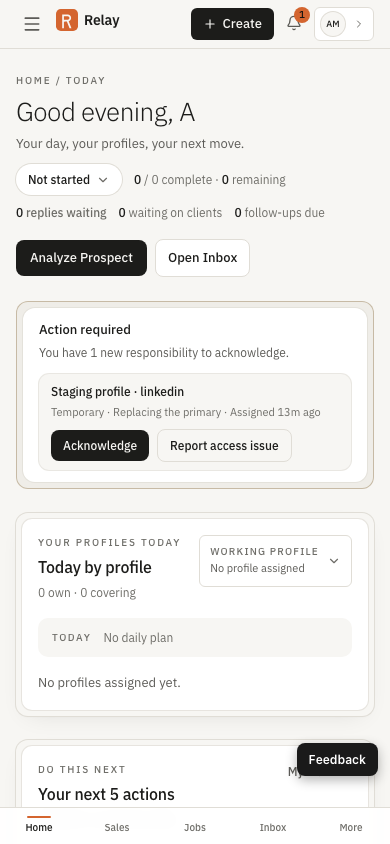 Relay
Create
1
AM
HOME / TODAY
Good evening, A
Your day, your profiles, your next move.
Not started
0 / 0 complete · 0 remaining
0 replies waiting 0 waiting on clients 0 follow-ups due
Analyze Prospect
Open Inbox
Action required
You have 1 new responsibility to acknowledge.
Staging profile · linkedin
Temporary · Replacing the primary · Assigned 13m ago
Acknowledge
Report access issue
YOUR PROFILES TODAY
Today by profile
0 own · 0 covering
WORKING PROFILE
No profile assigned
TODAY No daily plan
No profiles assigned yet.
DO THIS NEXT
Your next 5 actions
Feedback
Home
Sales
Jobs
Inbox
More